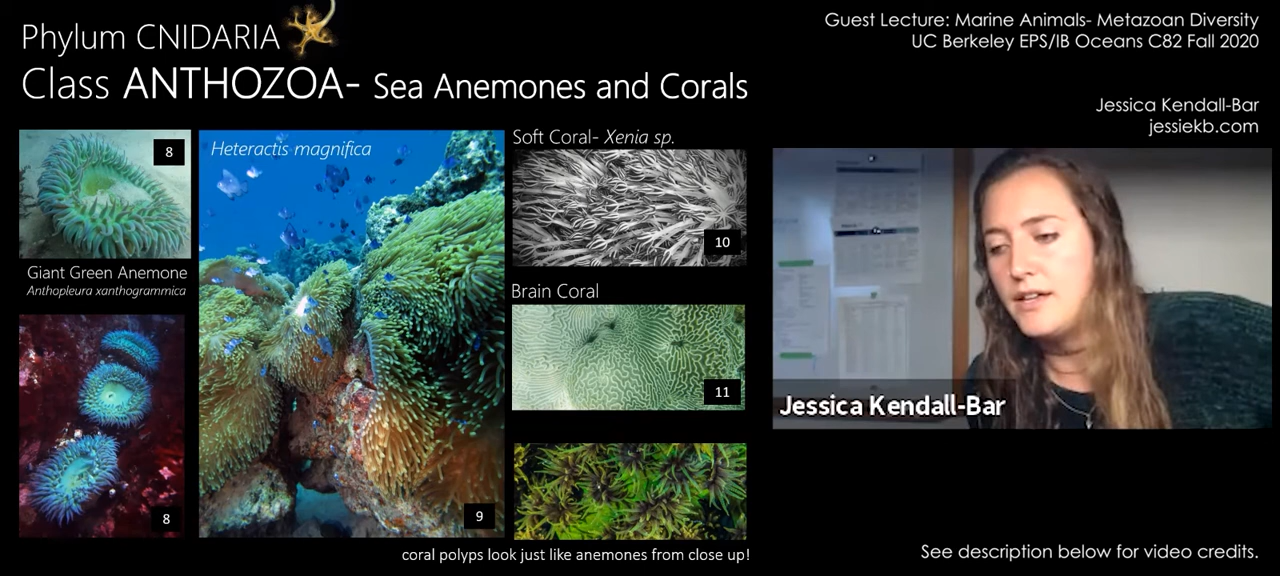 Phylum CNIDARIA
Class ANTHOZOA- Sea Anemones and Corals
8
Giant Green Anemone
Anthopleura xanthogrammica
8
Heteractis magnifica
9
Soft Coral- Xenia sp.
10
Brain Coral
11
coral polyps look just like anemones from close up!
Guest Lecture: Marine Animals- Metazoan Diversity
UC Berkeley EPS/IB Oceans C82 Fall 2020
Jessica Kendall-Bar
jessiekb.com
Jessica Kendall-Bar
See description below for video credits.